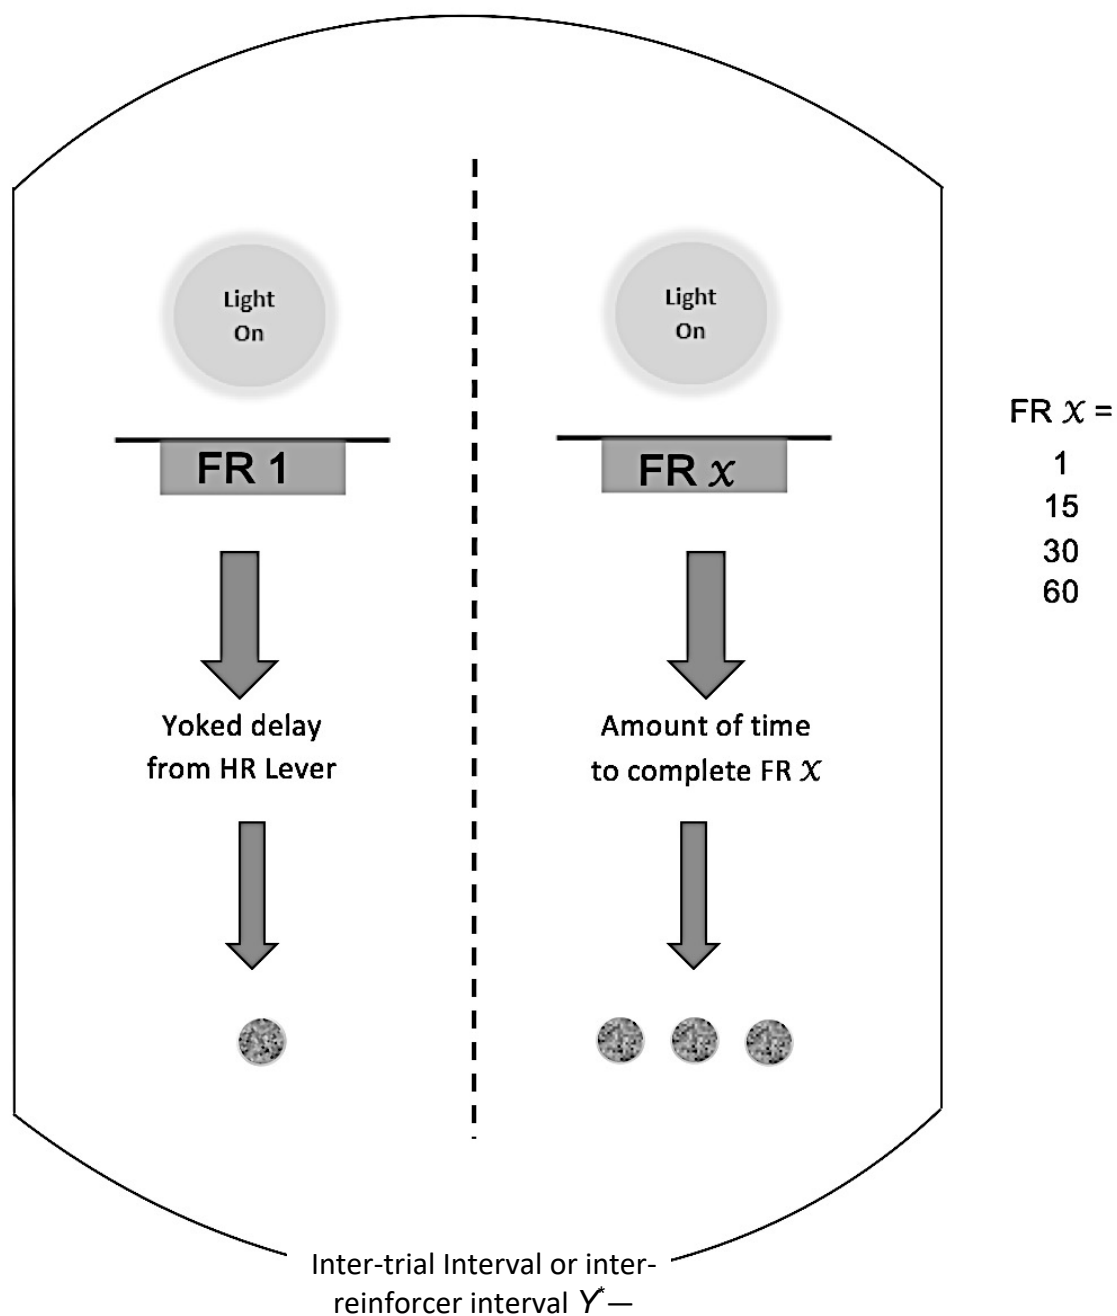 Light
On
FR 1
Yoked delay
from HR Lever
Light
On
FR x
Amount of time
to complete FR x
FR x =
1
15
30
60
Inter-trial Interval or inter-
reinforcer interval Y* —